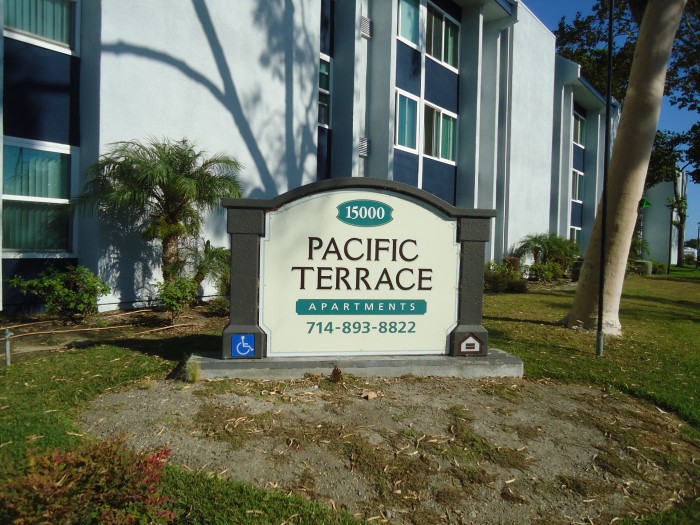 15000
PACIFIC
TERRACE
APARTMENTS
714-893-8822